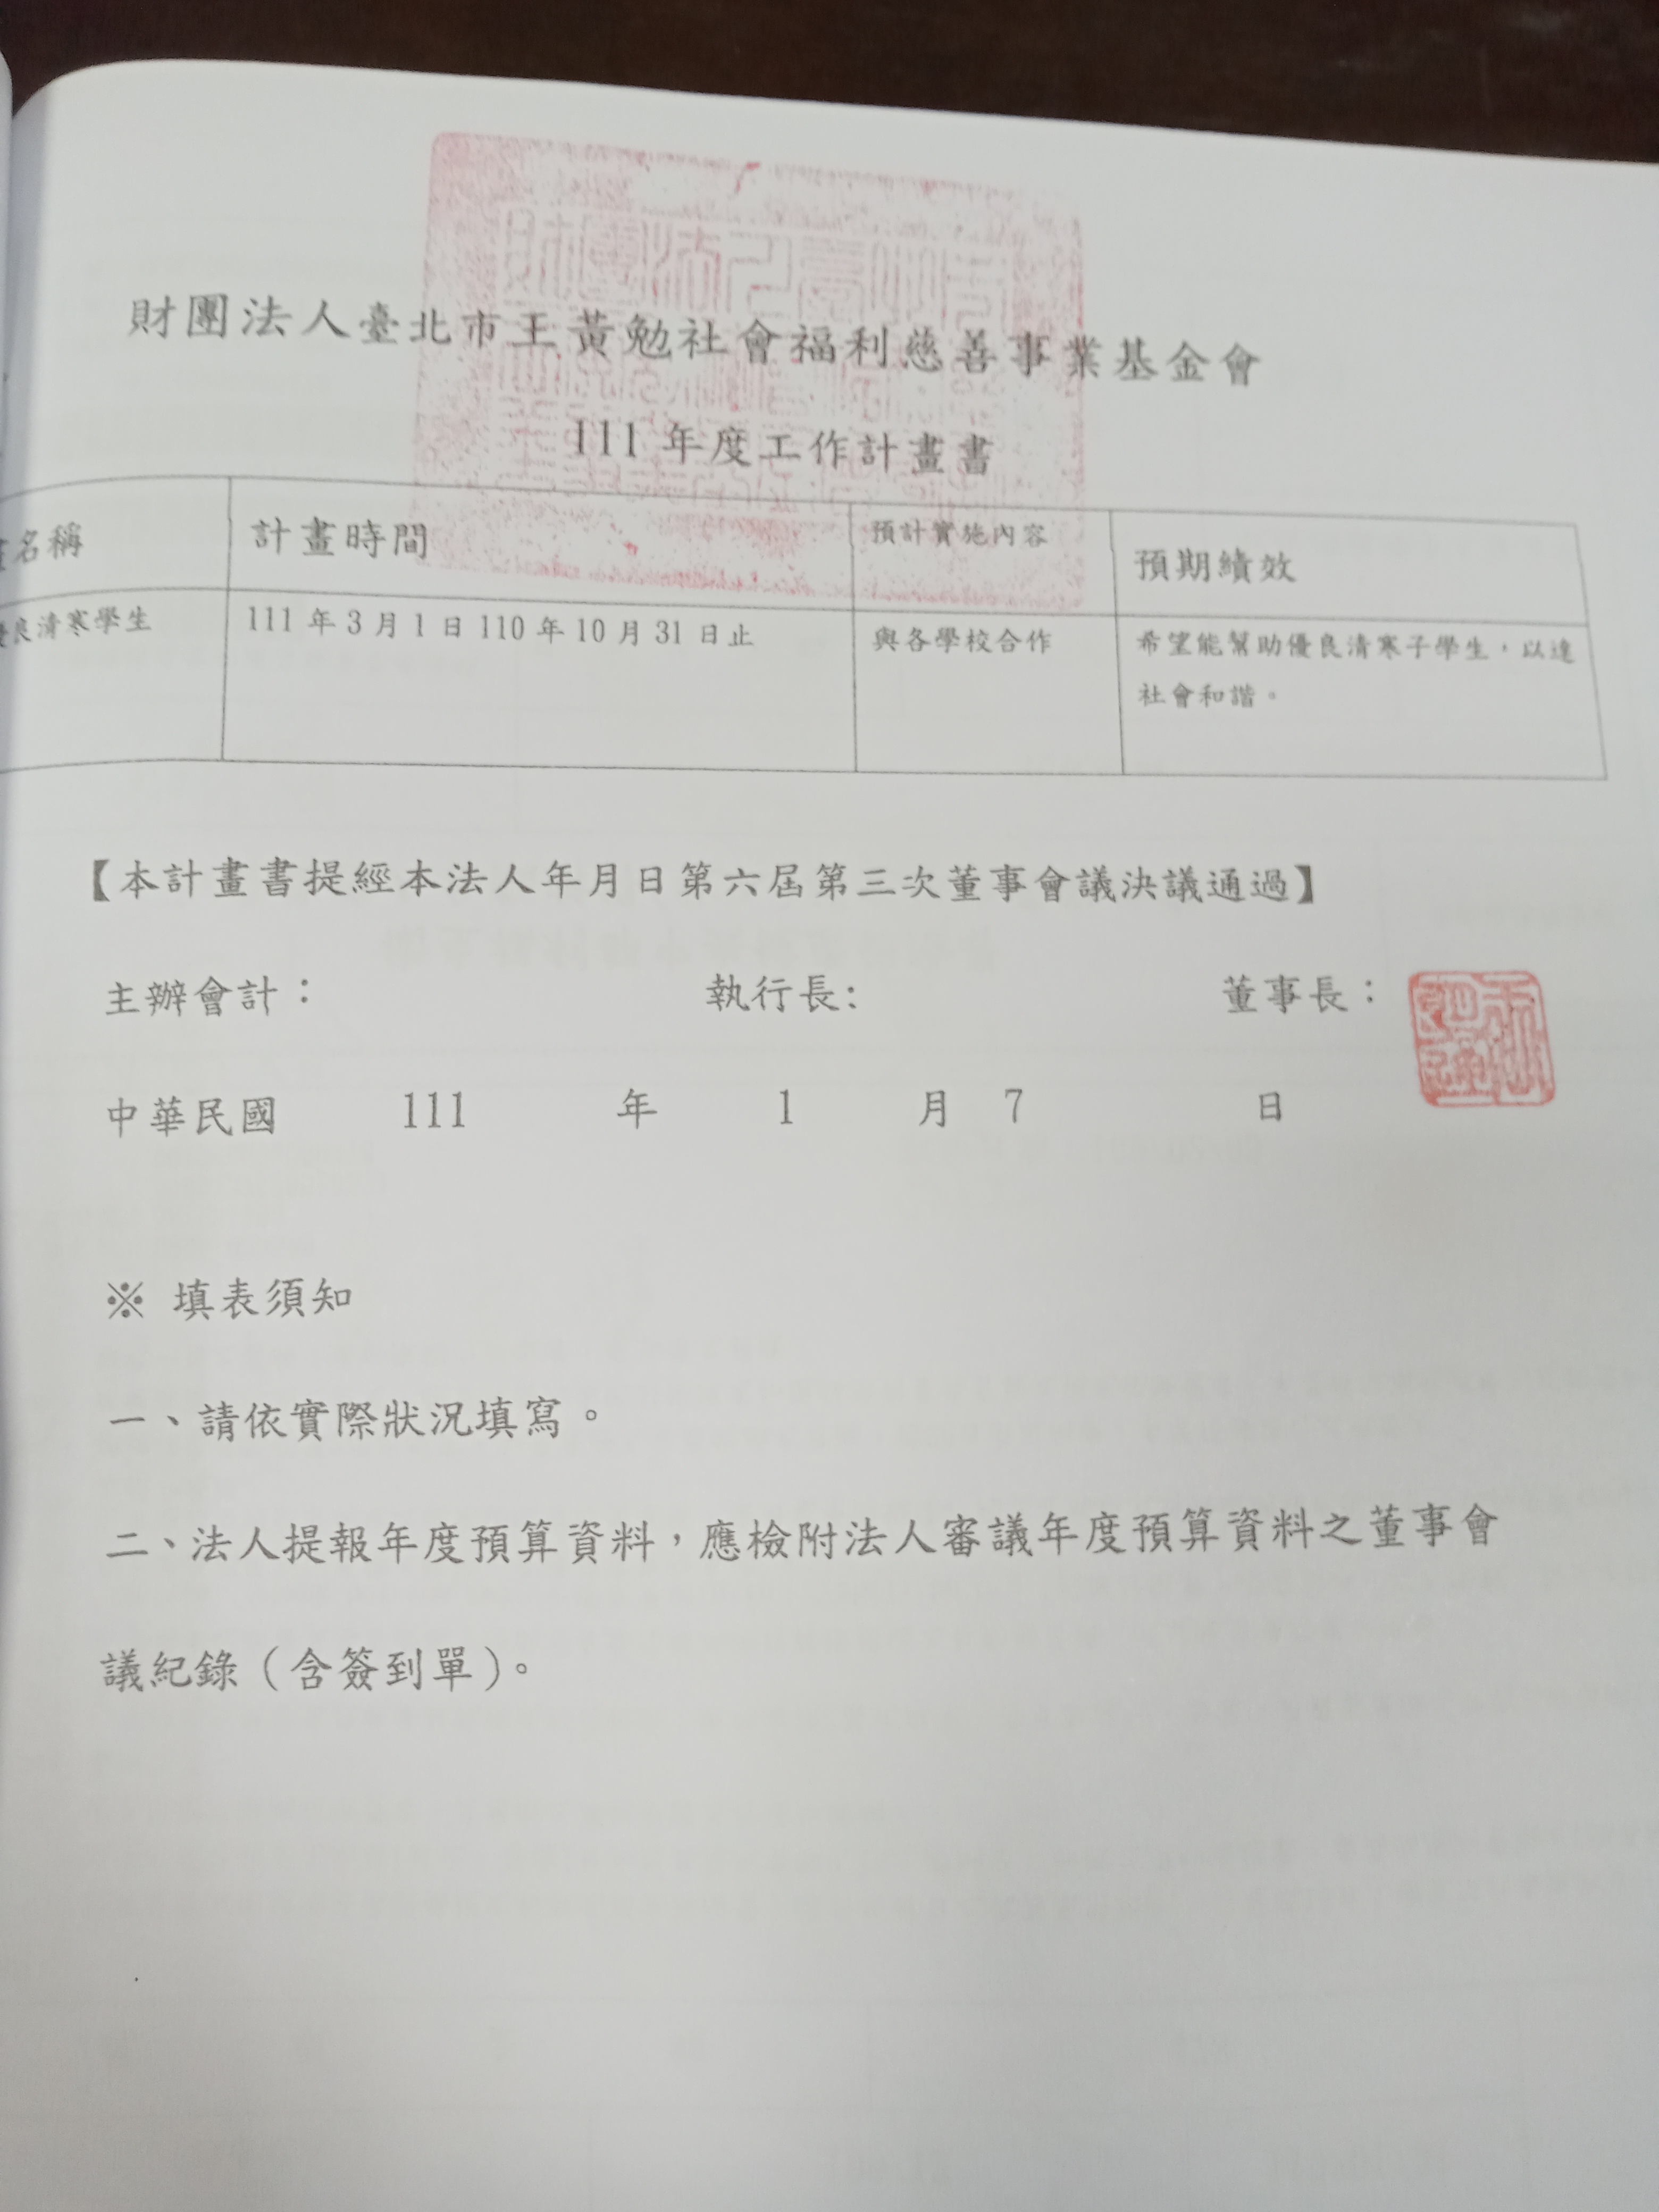 財團法人臺北市王黃勉社會福利慈善事業基金會
111 年度工作計畫書
名稱 計畫時間 預計實施內容 預期績效
良清寒學生 111 年 3 月 1 日 110 年 10 月 31 日止 與各學校合作 希望能幫助優良清寒子學生，以達
社會和諧。
【本計畫書提經本法人年月日第六屆第三次董事會議決議通過】
主辦會計： 執行長: 董事長：
中華民國 111 年 1 月 7 日
※ 填表須知
一、請依實際狀況填寫。
二、法人提報年度預算資料，應檢附法人審議年度預算資料之董事會
議紀錄（含簽到單）。